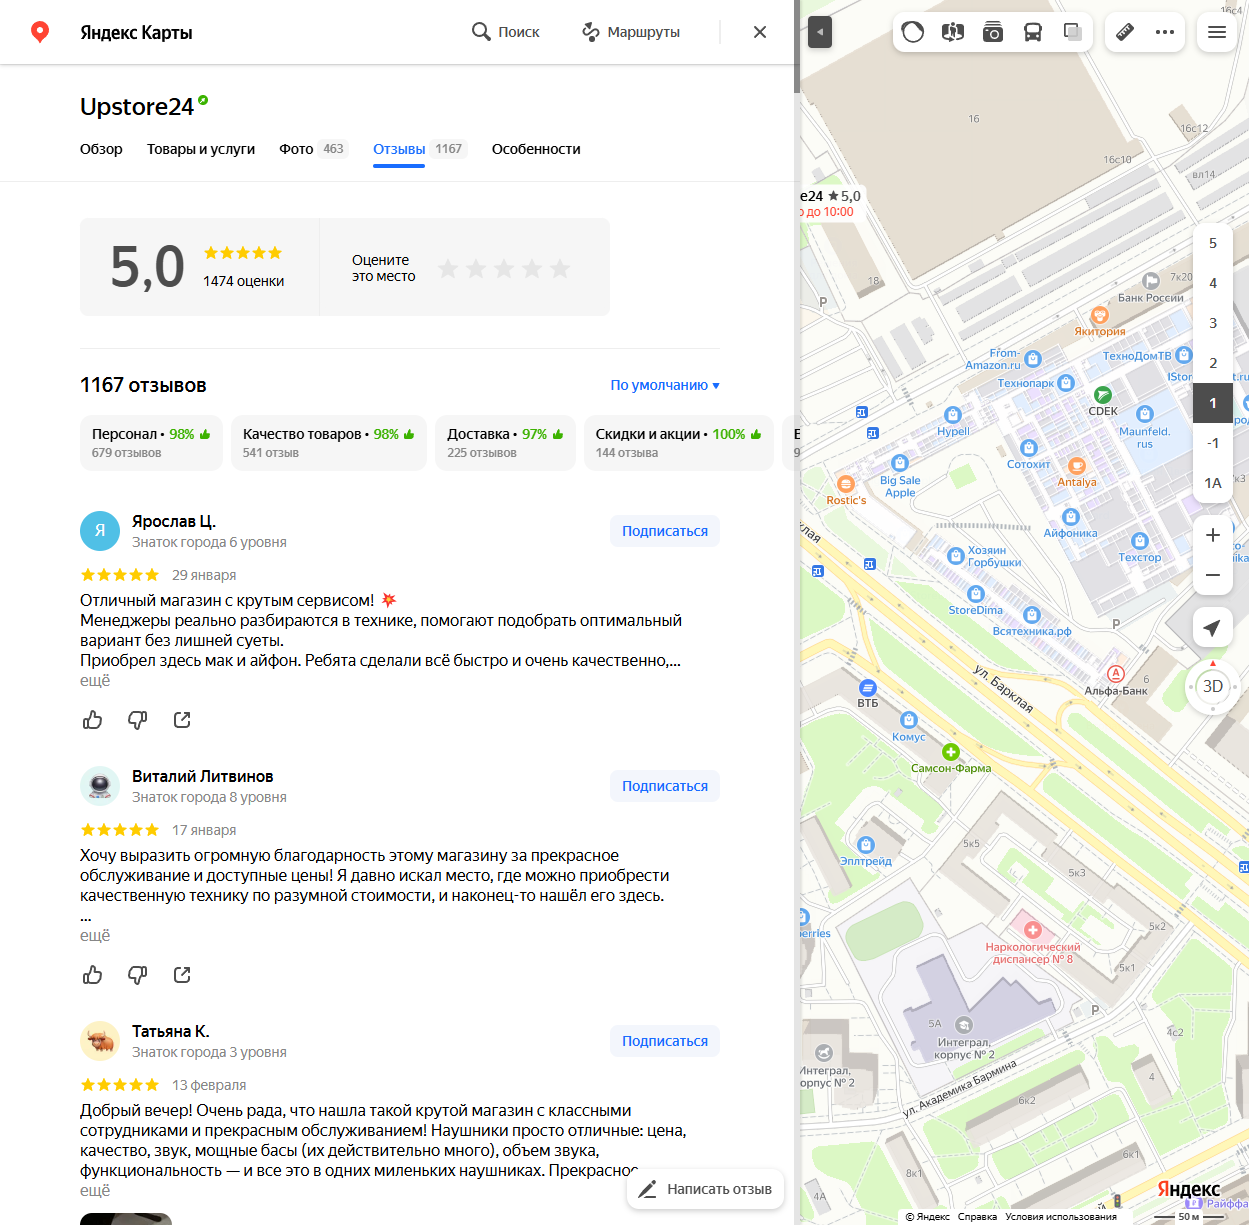 Яндекс Карты
Поиск
Маршруты
Upstore24
Обзор
Товары и услуги
Фото 463
Отзывы 1167
Особенности
5,0
1474 оценки
Оцените
это место
1167 отзывов
По умолчанию
Персонал • 98%
679 отзывов
Качество товаров • 98%
541 отзыв
Доставка • 97%
225 отзывов
Скидки и акции • 100%
144 отзыва
Я
Ярослав Ц.
Знаток города 6 уровня
Подписаться
29 января
Отличный магазин с крутым сервисом!
Менеджеры реально разбираются в технике, помогают подобрать оптимальный
вариант без лишней суеты.
Приобрел здесь мак и айфон. Ребята сделали всё быстро и очень качественно,...
ещё
Виталий Литвинов
Знаток города 8 уровня
Подписаться
17 января
Хочу выразить огромную благодарность этому магазину за прекрасное
обслуживание и доступные цены! Я давно искал место, где можно приобрести
качественную технику по разумной стоимости, и наконец-то нашёл его здесь.
...
ещё
Татьяна К.
Знаток города 3 уровня
Подписаться
13 февраля
Добрый вечер! Очень рада, что нашла такой крутой магазин с классными
сотрудниками и прекрасным обслуживанием! Наушники просто отличные: цена,
качество, звук, мощные басы (их действительно много), объем звука,
функциональность — и все это в одних миленьких наушниках. Прекрасное
ещё
Написать отзыв
16
16с12
16с10
вл14
e24 ★ 5,0
до 10:00
18
P
7к20
Банк России
Якитория
From-
Amazon.ru
ТехноДомТВ
Технопарк
CDEK
Hypell
Maunfeld.
rus
Сотохит
Antalya
Big Sale
Apple
Rostic's
Айфоника
Техстор
Хозяин
Горбушки
StoreDima
Всятехника.рф
P
ул. Барклая
6
Альфа-Банк
ВТБ
Комус
Самсон-Фарма
Эплтрейд
5к5
5к3
5к2
5к1
Наркологический
диспансер № 8
5А
Интеграл,
корпус № 2
P
4с2
4
ул. Академика Бармина
6к2
6к1
8к1
4А
5
4
3
2
1
-1
1А
3D
Яндекс
© Яндекс Справка Условия использования
50 м